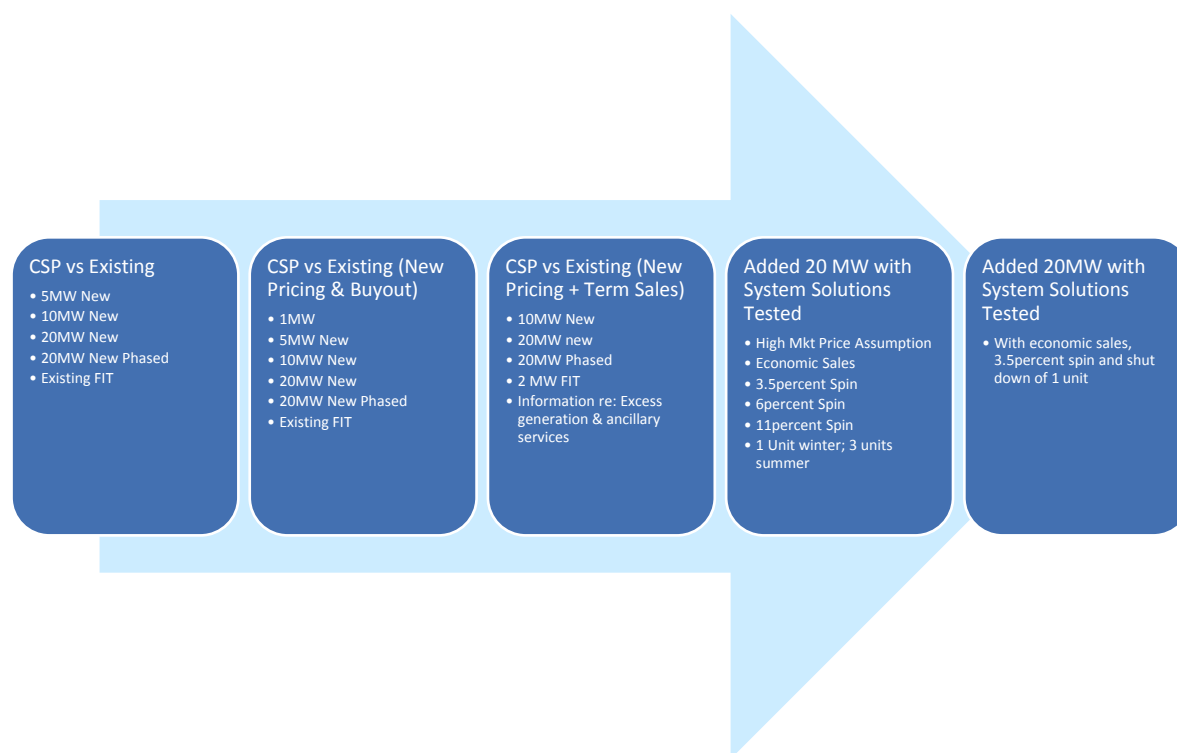 CSP vs Existing
• 5MW New
• 10MW New
• 20MW New
• 20MW New Phased
• Existing FIT
CSP vs Existing (New
Pricing & Buyout)
• 1MW
• 5MW New
• 10MW New
• 20MW New
• 20MW New Phased
• Existing FIT
CSP vs Existing (New
Pricing + Term Sales)
• 10MW New
• 20MW new
• 20MW Phased
• 2 MW FIT
• Information re: Excess
generation & ancillary
services
Added 20 MW with
System Solutions
Tested
• High Mkt Price Assumption
• Economic Sales
• 3.5percent Spin
• 6percent Spin
• 11percent Spin
• 1 Unit winter; 3 units
summer
Added 20MW with
System Solutions
Tested
• With economic sales,
3.5percent spin and shut
down of 1 unit